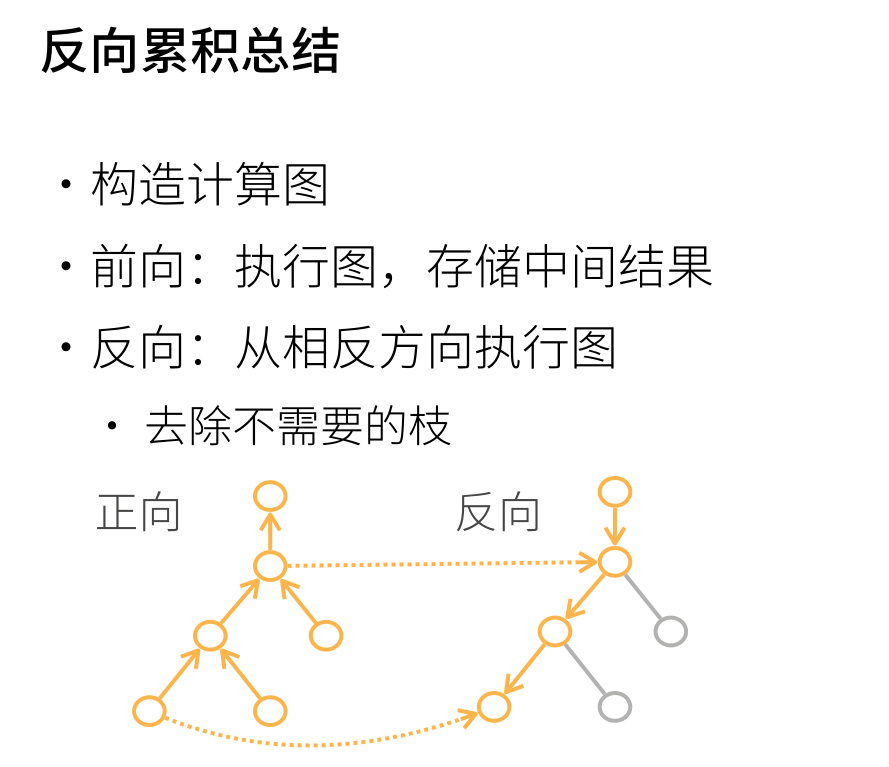 反向累积总结
• 构造计算图
• 前向：执行图，存储中间结果
• 反向：从相反方向执行图
• 去除不需要的枝
正向 反向